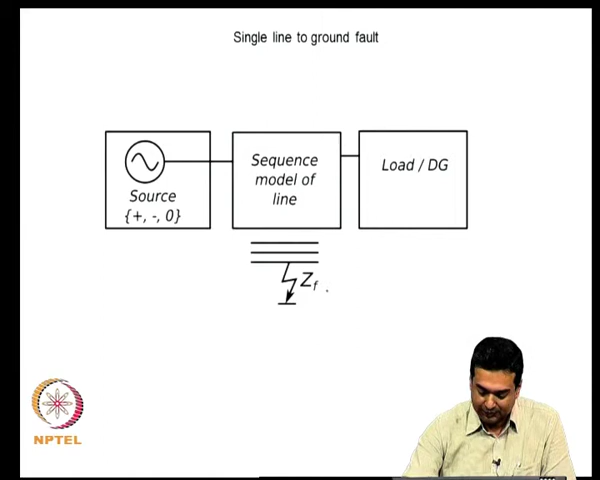 Single line to ground fault
Source
{+, -, 0}
Sequence
model of
line
Load / DG
Zf
NPTEL